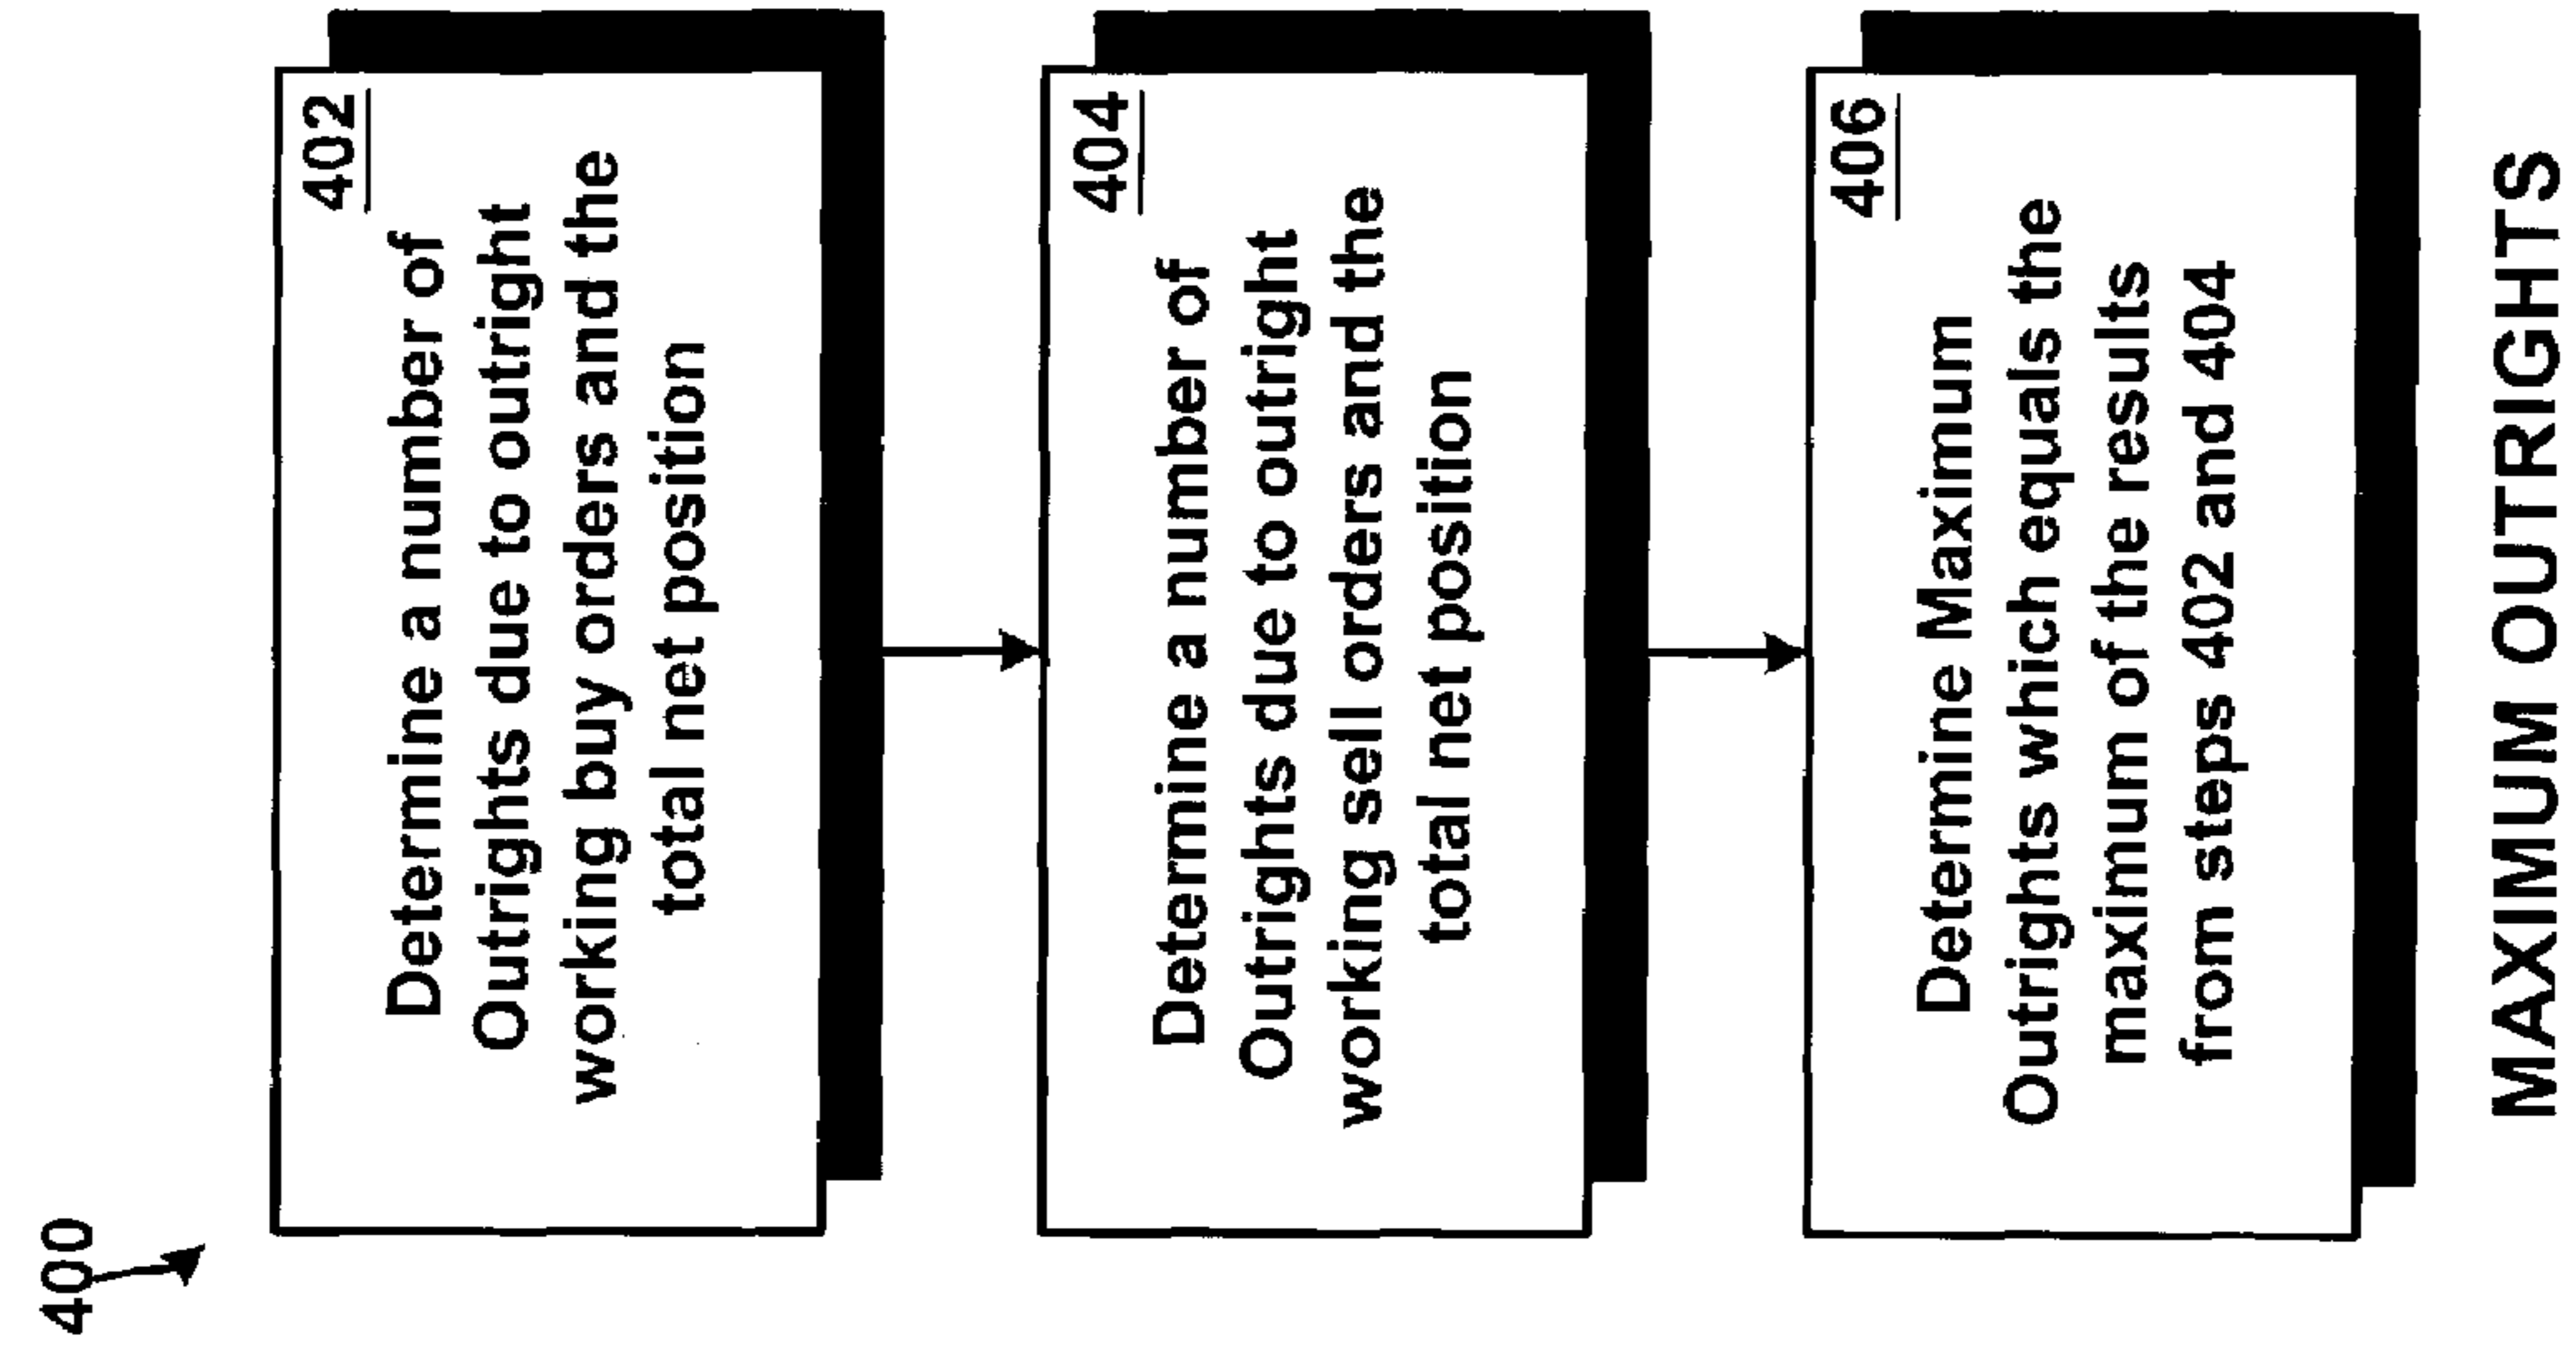 400
402
Determine a number of
Outrights due to outright
working buy orders and the
total net position
404
Determine a number of
Outrights due to outright
working sell orders and the
total net position
406
Determine Maximum
Outrights which equals the
maximum of the results
from steps 402 and 404
MAXIMUM OUTRIGHTS